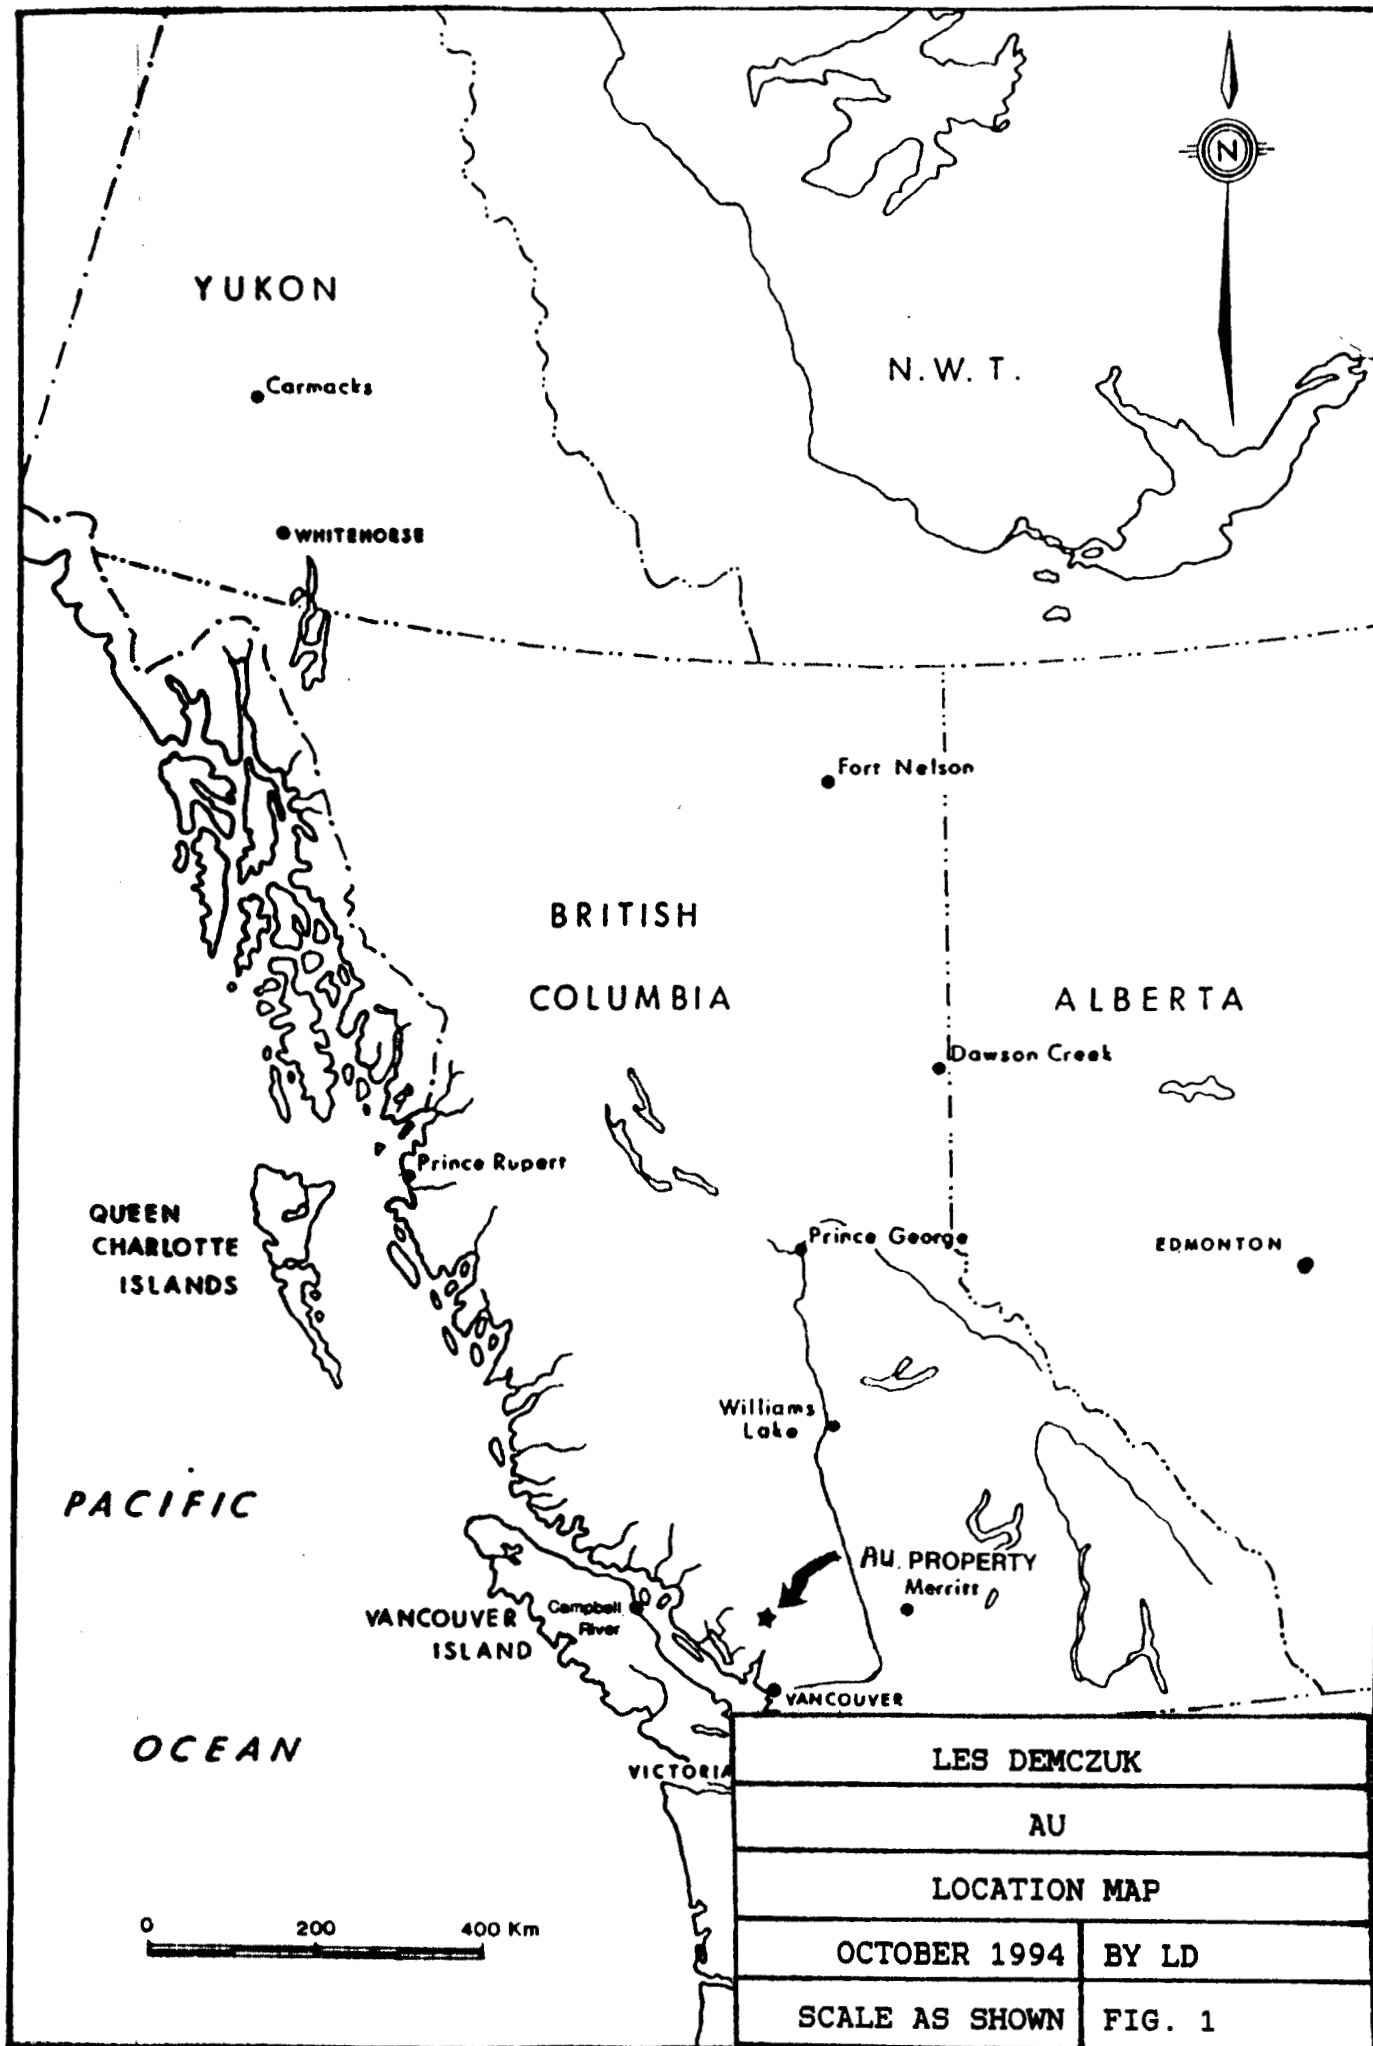 N
YUKON
N.W.T.
Carmacks
WHITEHORSE
Fort Nelson
BRITISH
COLUMBIA
ALBERTA
Dawson Creek
Prince Rupert
QUEEN
CHARLOTTE
ISLANDS
Prince George
EDMONTON
Williams
Lake
PACIFIC
AU. PROPERTY
Merritt
Campbell
River
VANCOUVER
ISLAND
VANCOUVER
OCEAN
VICTORIA
LES DEMCZUK
AU
LOCATION MAP
0 200 400 Km
OCTOBER 1994 BY LD
SCALE AS SHOWN FIG. 1